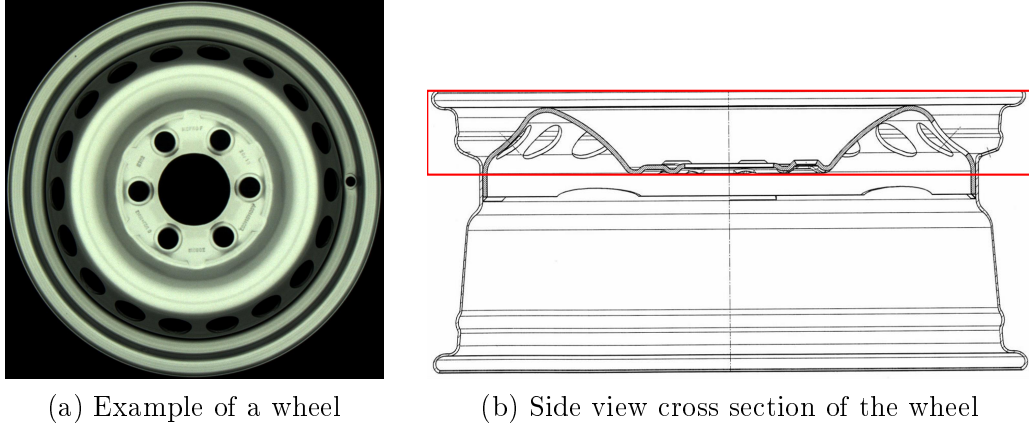 (a) Example of a wheel
(b) Side view cross section of the wheel